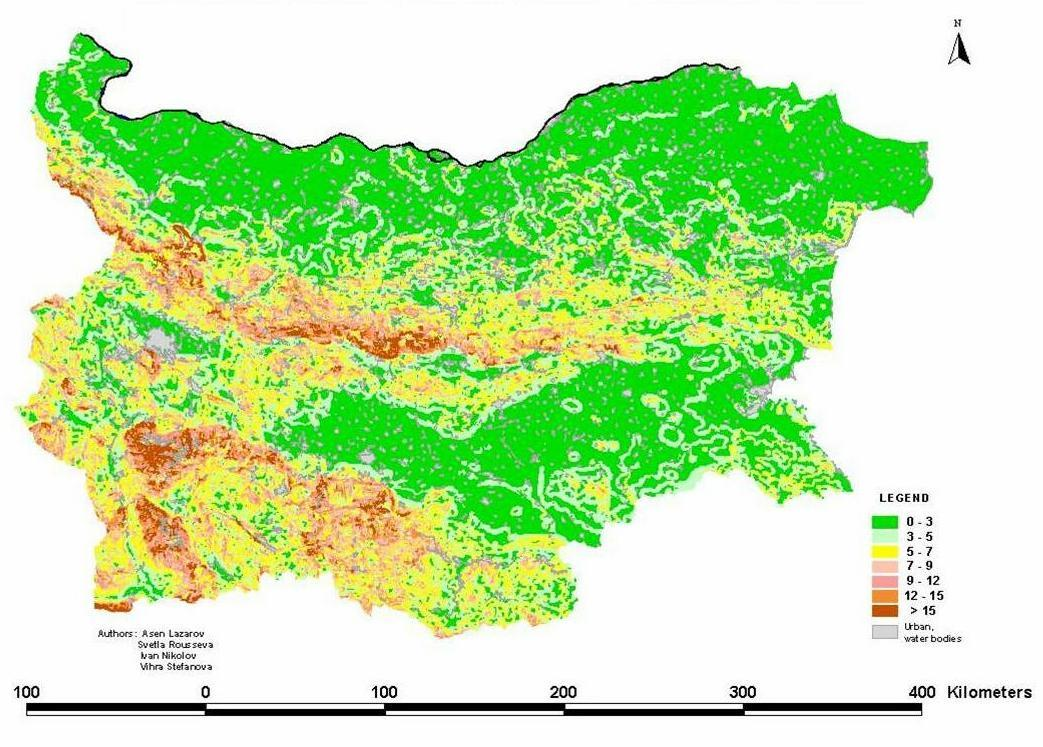 N
LEGEND
0 - 3
3 - 5
5 - 7
7 - 9
9 - 12
12 - 15
> 15
Urban,
water bodies
Authors: Asen Lazarov
Svetla Rousseva
Ivan Nikolov
Vihra Stefanova
100 0 100 200 300 400 Kilometers